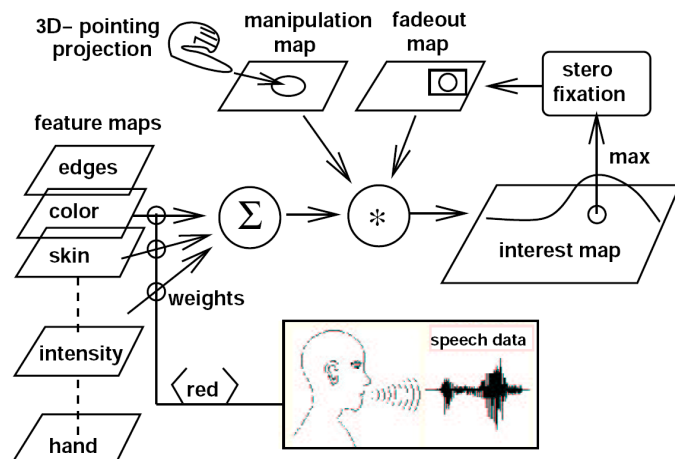 3D– pointing
projection
manipulation
map
fadeout
map
stero
fixation
feature maps
edges
color
skin
intensity
hand
Σ
*
max
interest map
weights
speech data
⟨red⟩